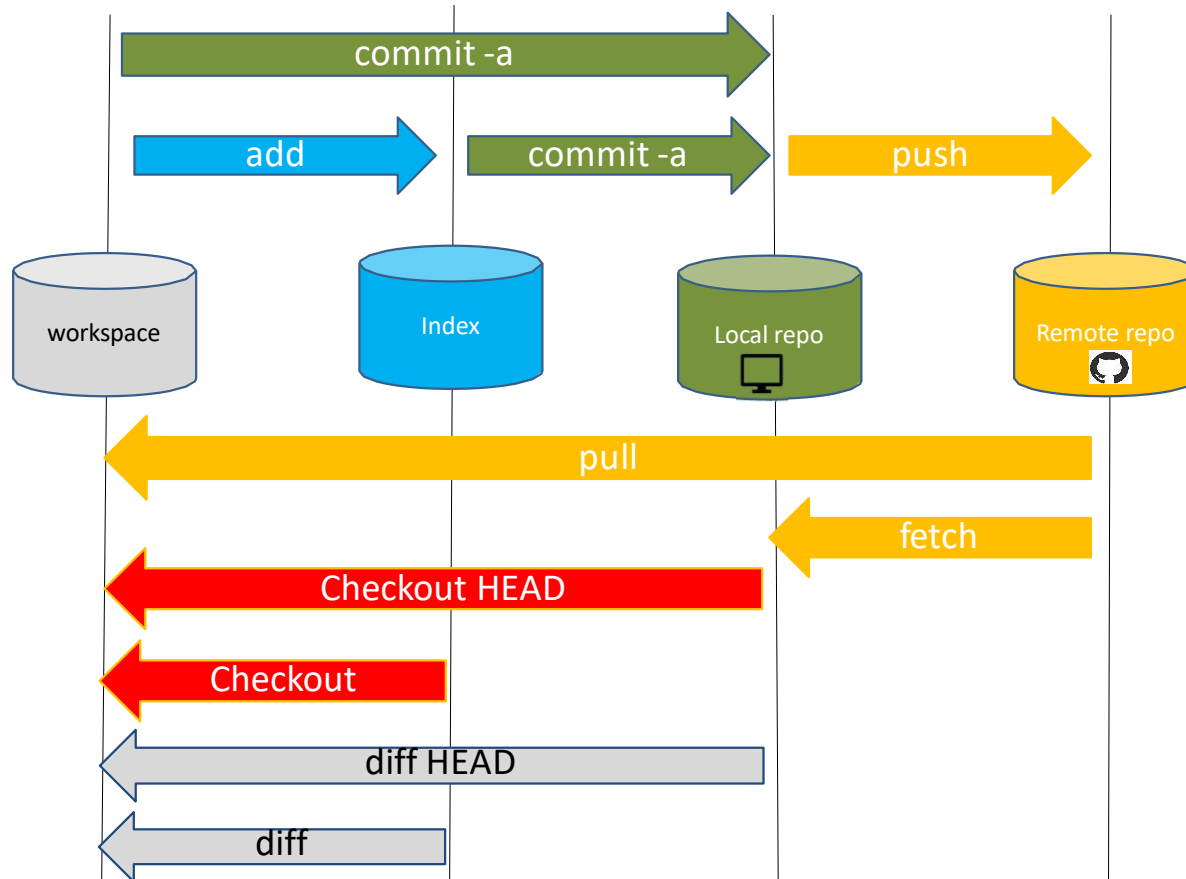 commit -a
add
commit -a
push
workspace
Index
Local repo
Remote repo
pull
fetch
Checkout HEAD
Checkout
diff HEAD
diff